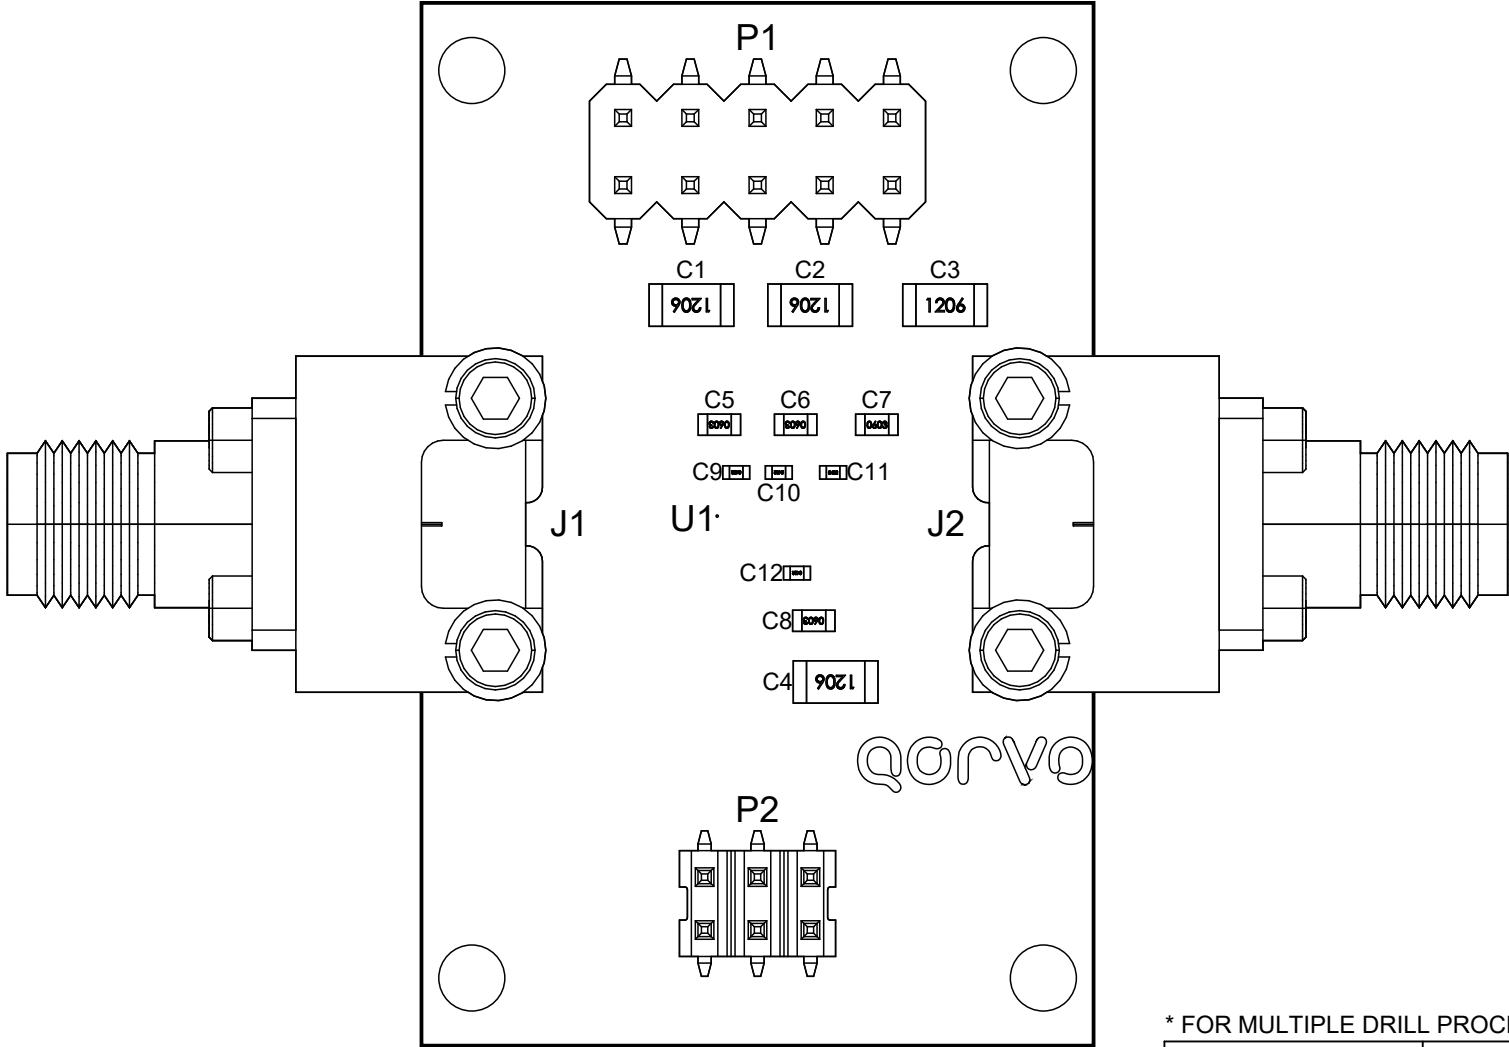 P1
C1 C2 C3
1206 1206 1206
C5 C6 C7
0603 0603 0603
C9 C10 C11
J1 U1 J2
C12
C8 0603
C4 1206
QORVO
P2
* FOR MULTIPLE DRILL